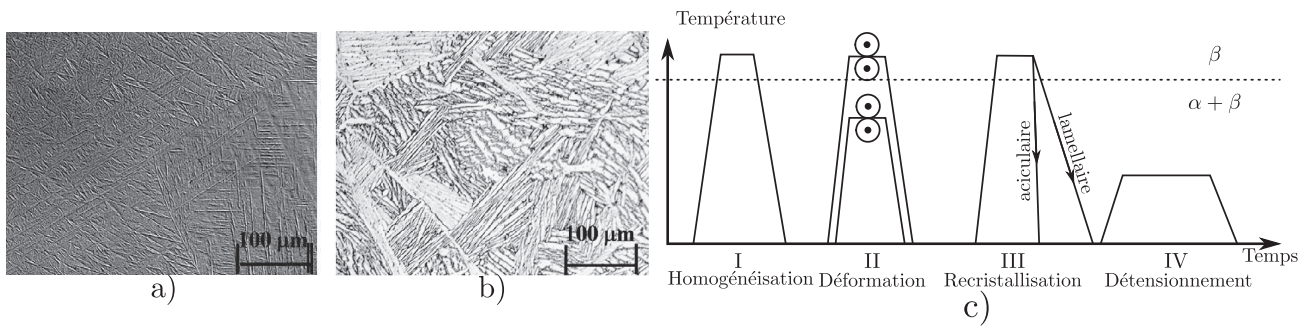 100 μm
a)
100 μm
b)
Température
β
α + β
aciculaire
lamellaire
I
II
III
IV
Temps
Homogénéisation
Déformation
Recristallisation
Détensionnement
c)